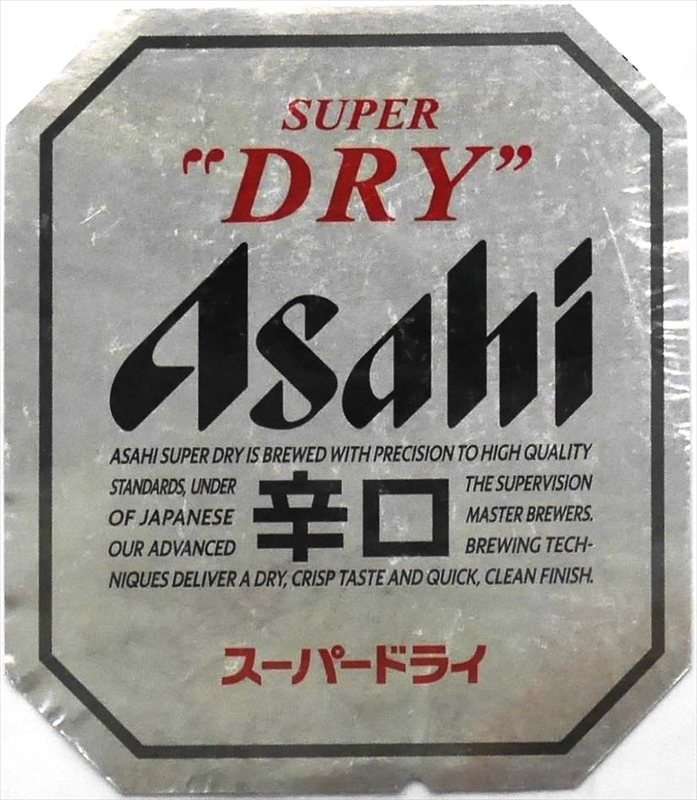 SUPER
"DRY"
Asahi
ASAHI SUPER DRY IS BREWED WITH PRECISION TO HIGH QUALITY
STANDARDS, UNDER 辛口 THE SUPERVISION
OF JAPANESE MASTER BREWERS.
OUR ADVANCED BREWING TECH-
NIQUES DELIVER A DRY, CRISP TASTE AND QUICK, CLEAN FINISH.
スーパードライ